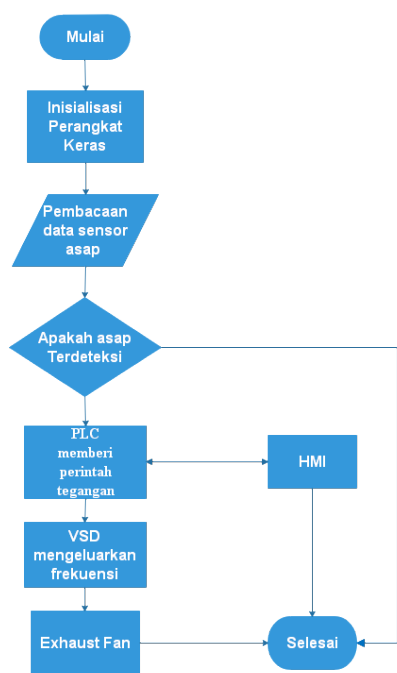 Mulai
Inisialisasi
Perangkat
Keras
Pembacaan
data sensor
asap
Apakah asap
Terdeteksi
PLC
memberi
perintah
tegangan
HMI
VSD
mengeluarkan
frekuensi
Exhaust Fan
Selesai